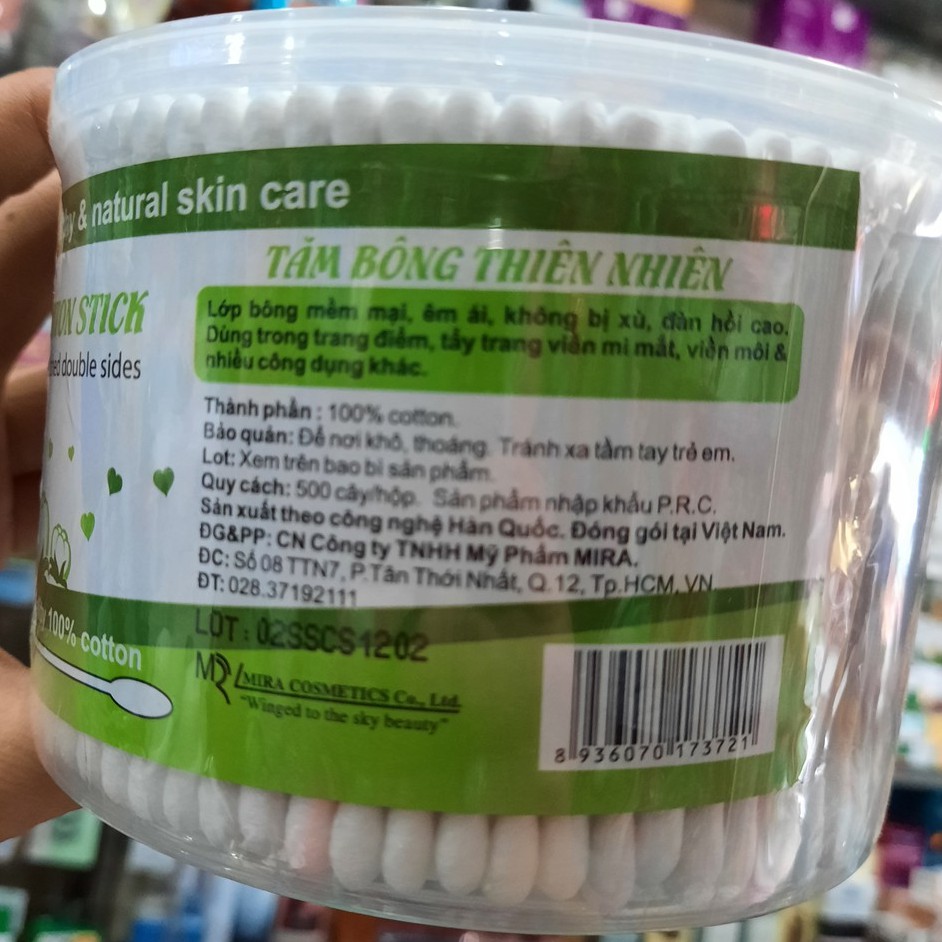 & natural skin care
TĂM BÔNG THIÊN NHIÊN
STICK
double sides
Lớp bông mềm mại, êm ái, không bị xù, đàn hồi cao.
Dùng trong trang điểm, tẩy trang viền mi mắt, viền môi &
nhiều công dụng khác.
Thành phần : 100% cotton.
Bảo quản: Để nơi khô, thoáng. Tránh xa tầm tay trẻ em.
Lot: Xem trên bao bì sản phẩm.
Quy cách: 500 cây/hộp. Sản phẩm nhập khẩu P.R.C.
Sản xuất theo công nghệ Hàn Quốc. Đóng gói tại Việt Nam.
ĐG&PP: CN Công ty TNHH Mỹ Phẩm MIRA.
ĐC: Số 08 TTN7, P.Tân Thới Nhất, Q.12, Tp.HCM,VN
ĐT: 028.37192111
100% cotton
LOT : 02SSCS1202
MIRA COSMETICS Co., Ltd.
"Winged to the sky beauty"
8 936070 173721